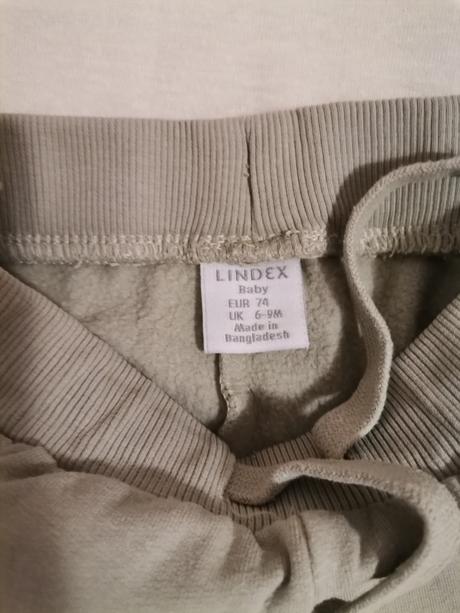 LINDEX
Baby
EUR 74
UK 6-9M
Made in
Bangladesh